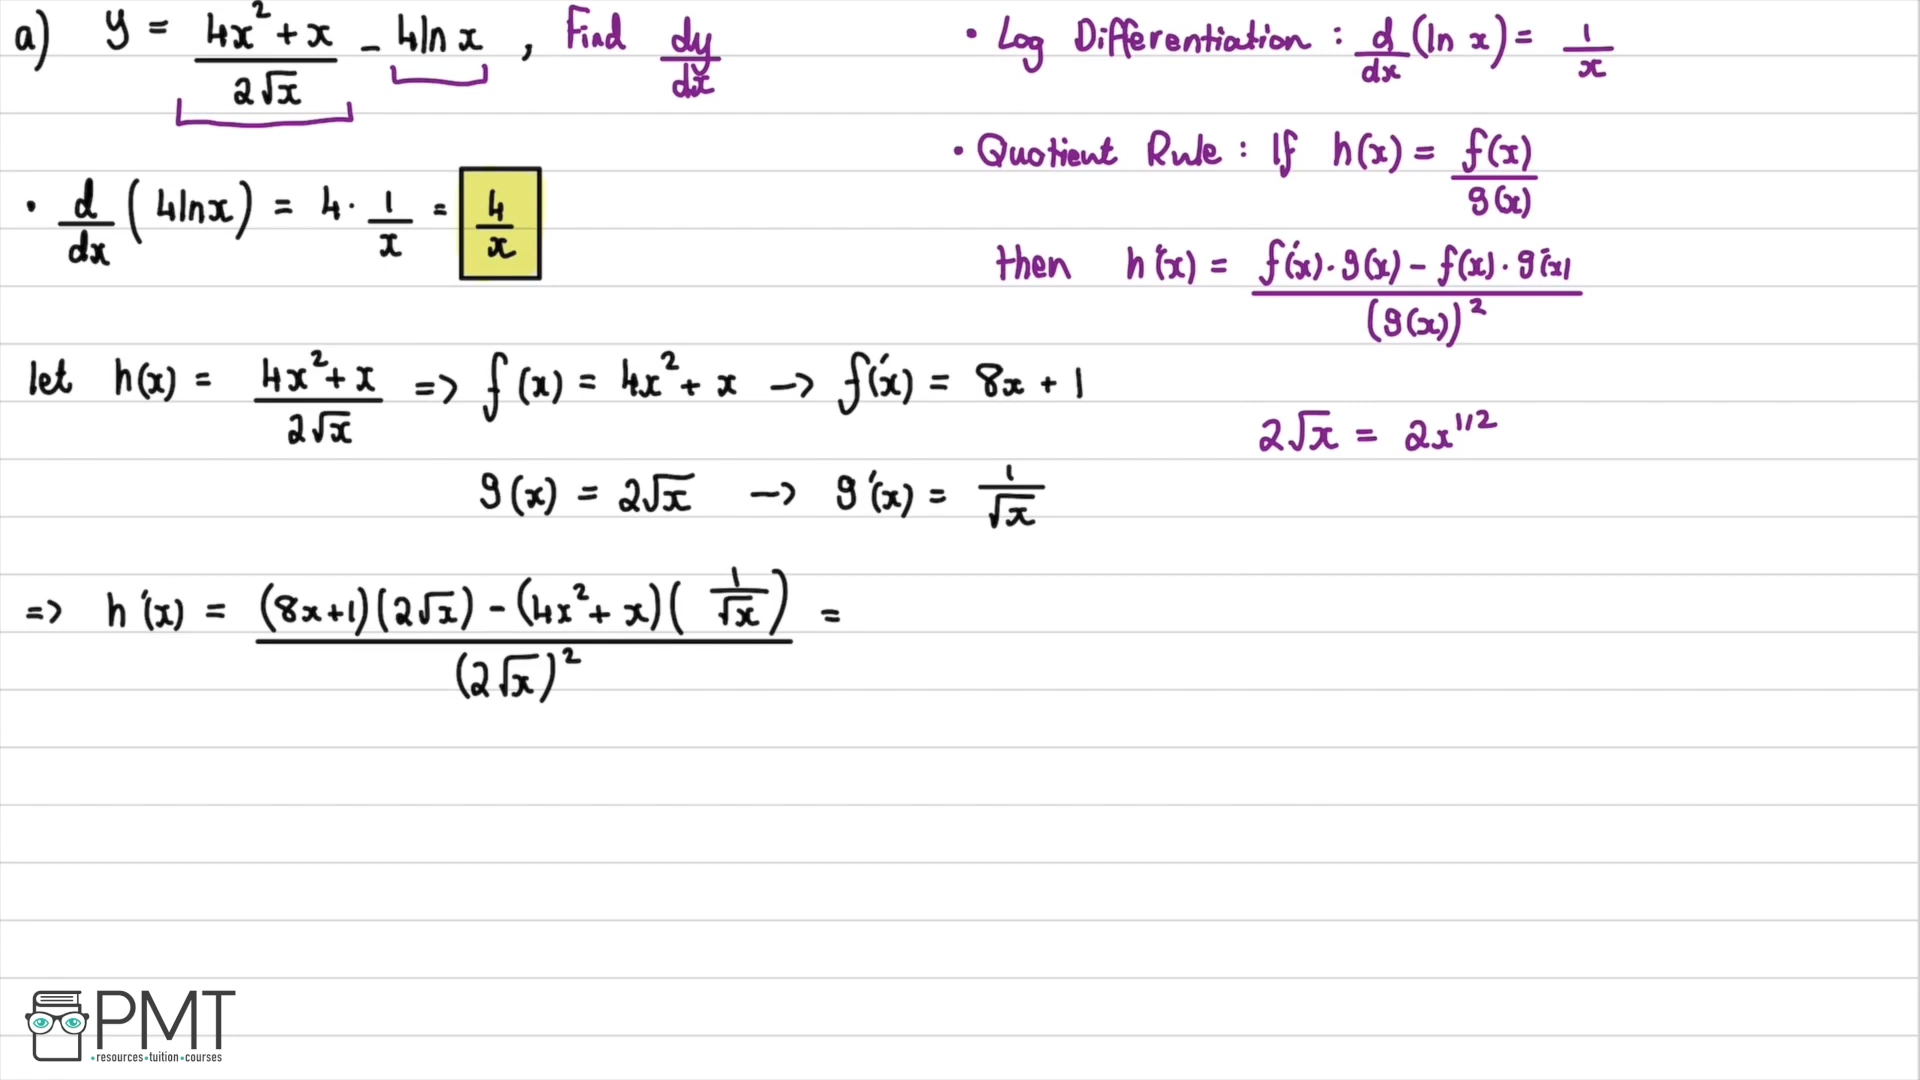 a) y = (4x² + x)/(2√x) - 4ln x , Find dy/dx
• d/dx (4lnx) = 4 · 1/x = 4/x
let h(x) = (4x² + x)/(2√x) => f(x) = 4x² + x -> f'(x) = 8x + 1
g(x) = 2√x -> g'(x) = 1/√x
=> h'(x) = ((8x+1)(2√x) - (4x² + x)(1/√x))/(2√x)² =
• Log Differentiation : d/dx (ln x) = 1/x
• Quotient Rule : If h(x) = f(x)/g(x)
then h'(x) = (f'(x) · g(x) - f(x) · g'(x))/(g(x))²
2√x = 2x^1/2
PMT
• resources • tuition • courses